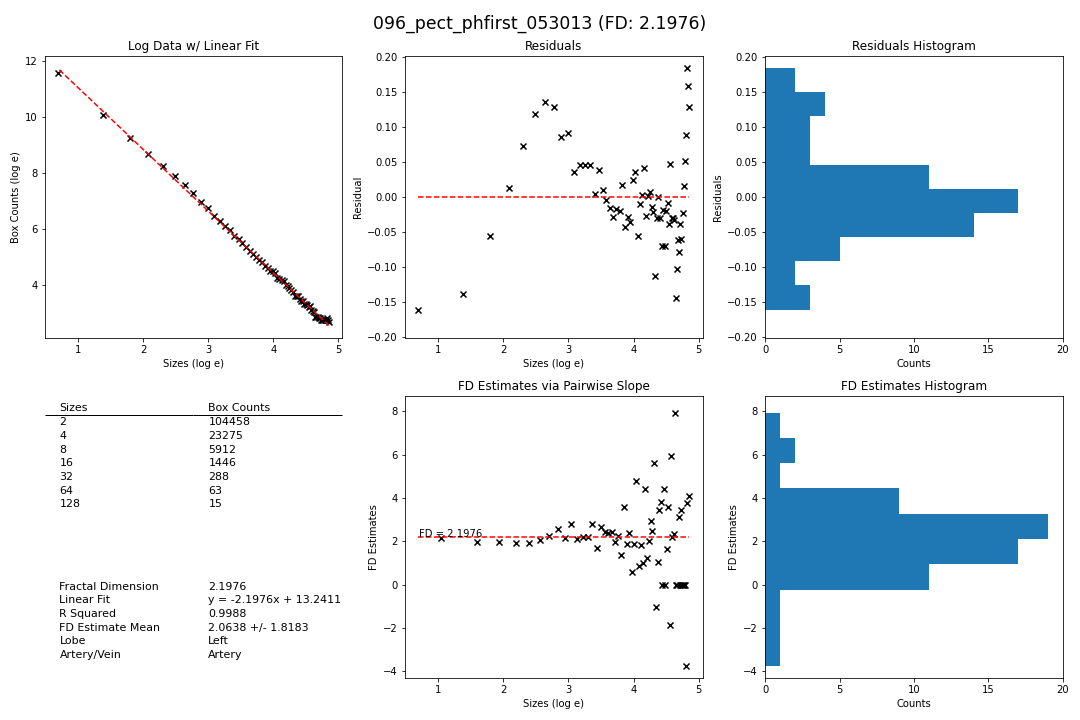 096_pect_phfirst_053013 (FD: 2.1976)
Log Data w/ Linear Fit
12
10
8
6
4
Box Counts (log e)
1 2 3 4 5
Sizes (log e)
Residuals
0.20
0.15
0.10
0.05
0.00
−0.05
−0.10
−0.15
−0.20
Residual
1 2 3 4 5
Sizes (log e)
Residuals Histogram
0.20
0.15
0.10
0.05
0.00
−0.05
−0.10
−0.15
−0.20
Residuals
0 5 10 15 20
Counts
Sizes Box Counts
2 104458
4 23275
8 5912
16 1446
32 288
64 63
128 15
Fractal Dimension 2.1976
Linear Fit y = -2.1976x + 13.2411
R Squared 0.9988
FD Estimate Mean 2.0638 +/- 1.8183
Lobe Left
Artery/Vein Artery
FD Estimates via Pairwise Slope
8
6
4
2
0
−2
−4
FD Estimates
FD = 2.1976
1 2 3 4 5
Sizes (log e)
FD Estimates Histogram
8
6
4
2
0
−2
−4
FD Estimates
0 5 10 15 20
Counts